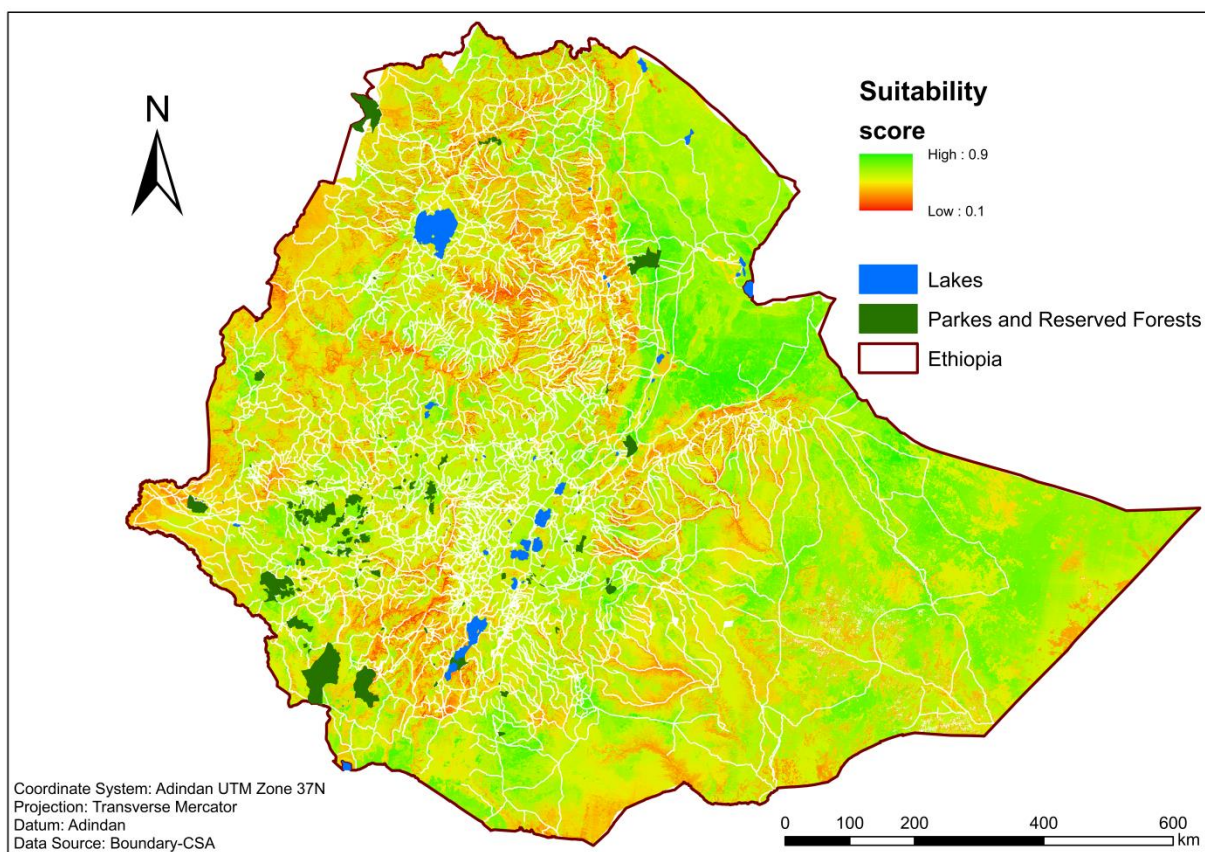 N
Suitability
score
High : 0.9
Low : 0.1
Lakes
Parkes and Reserved Forests
Ethiopia
Coordinate System: Adindan UTM Zone 37N
Projection: Transverse Mercator
Datum: Adindan
Data Source: Boundary-CSA
0 100 200 400 600
km